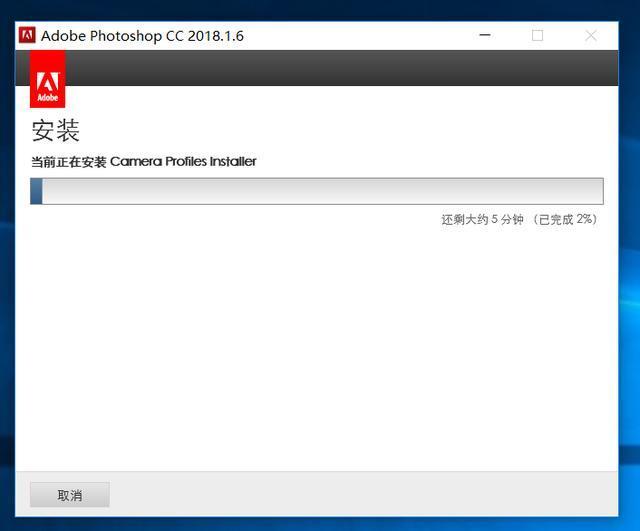 Adobe Photoshop CC 2018.1.6
Adobe
安装
当前正在安装 Camera Profiles Installer
还剩大约 5 分钟 （已完成 2%）
取消